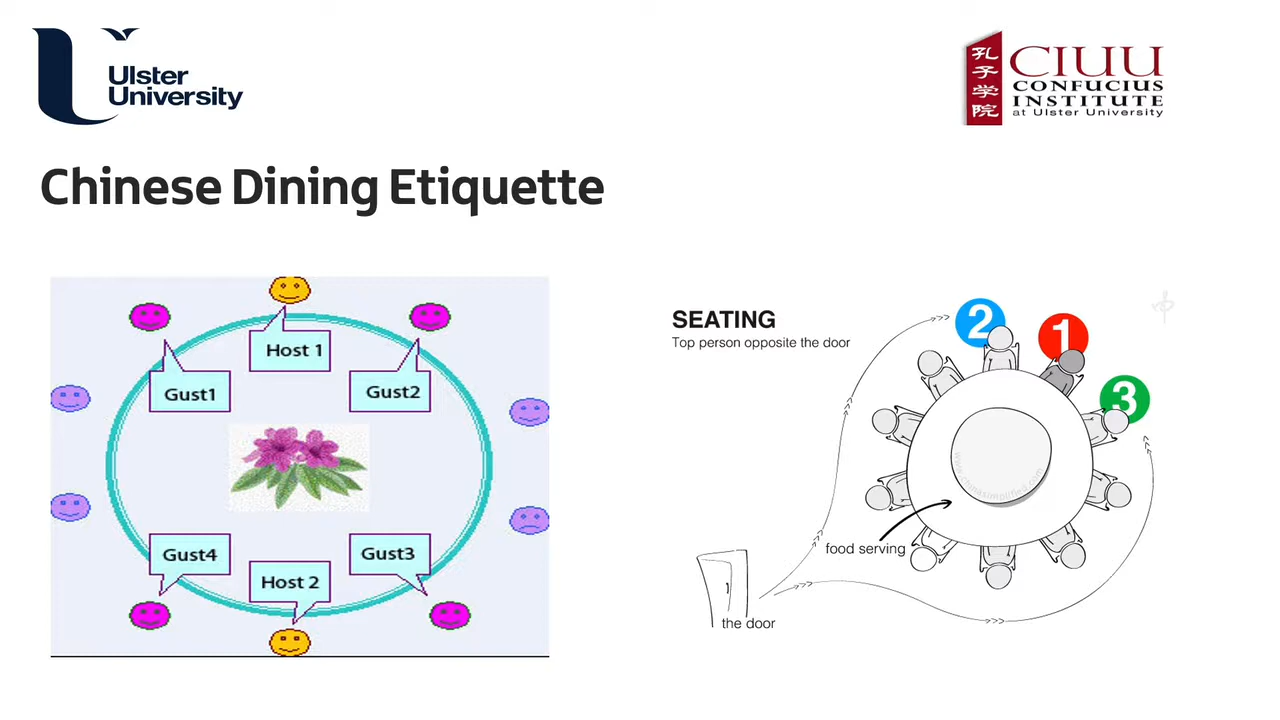 Ulster
University
孔子学院
CIUU
CONFUCIUS
INSTITUTE
at Ulster University
Chinese Dining Etiquette
Host 1
Gust1
Gust2
Gust4
Gust3
Host 2
SEATING
Top person opposite the door
2
1
3
food serving
the door